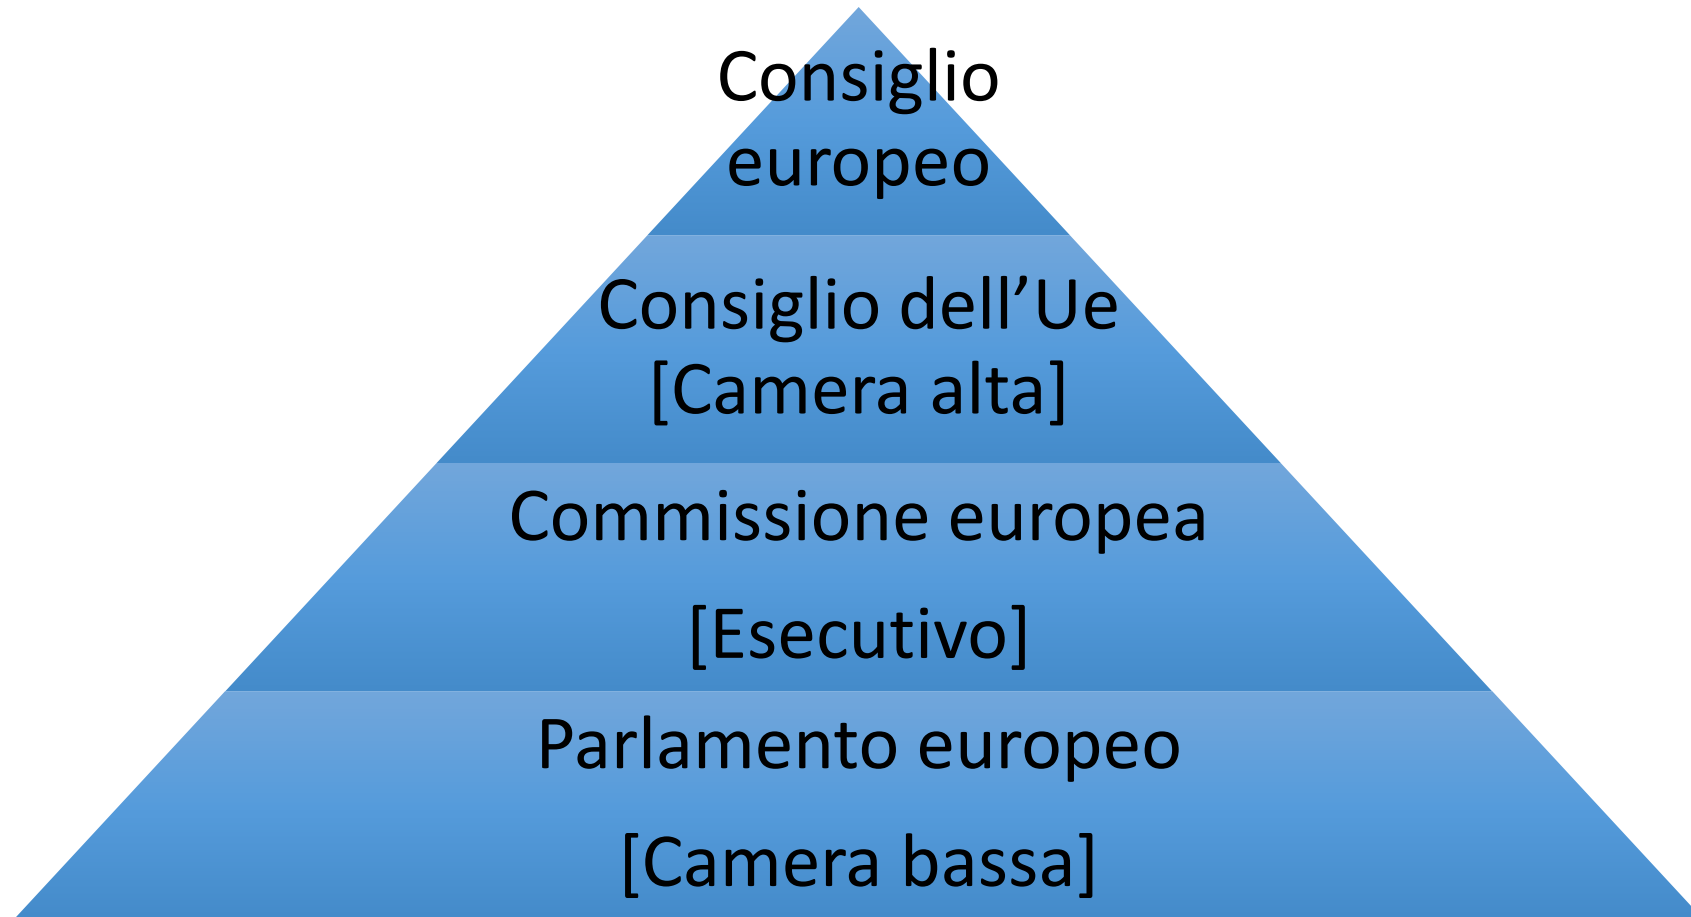 Consiglio
europeo
Consiglio dell’Ue
[Camera alta]
Commissione europea
[Esecutivo]
Parlamento europeo
[Camera bassa]